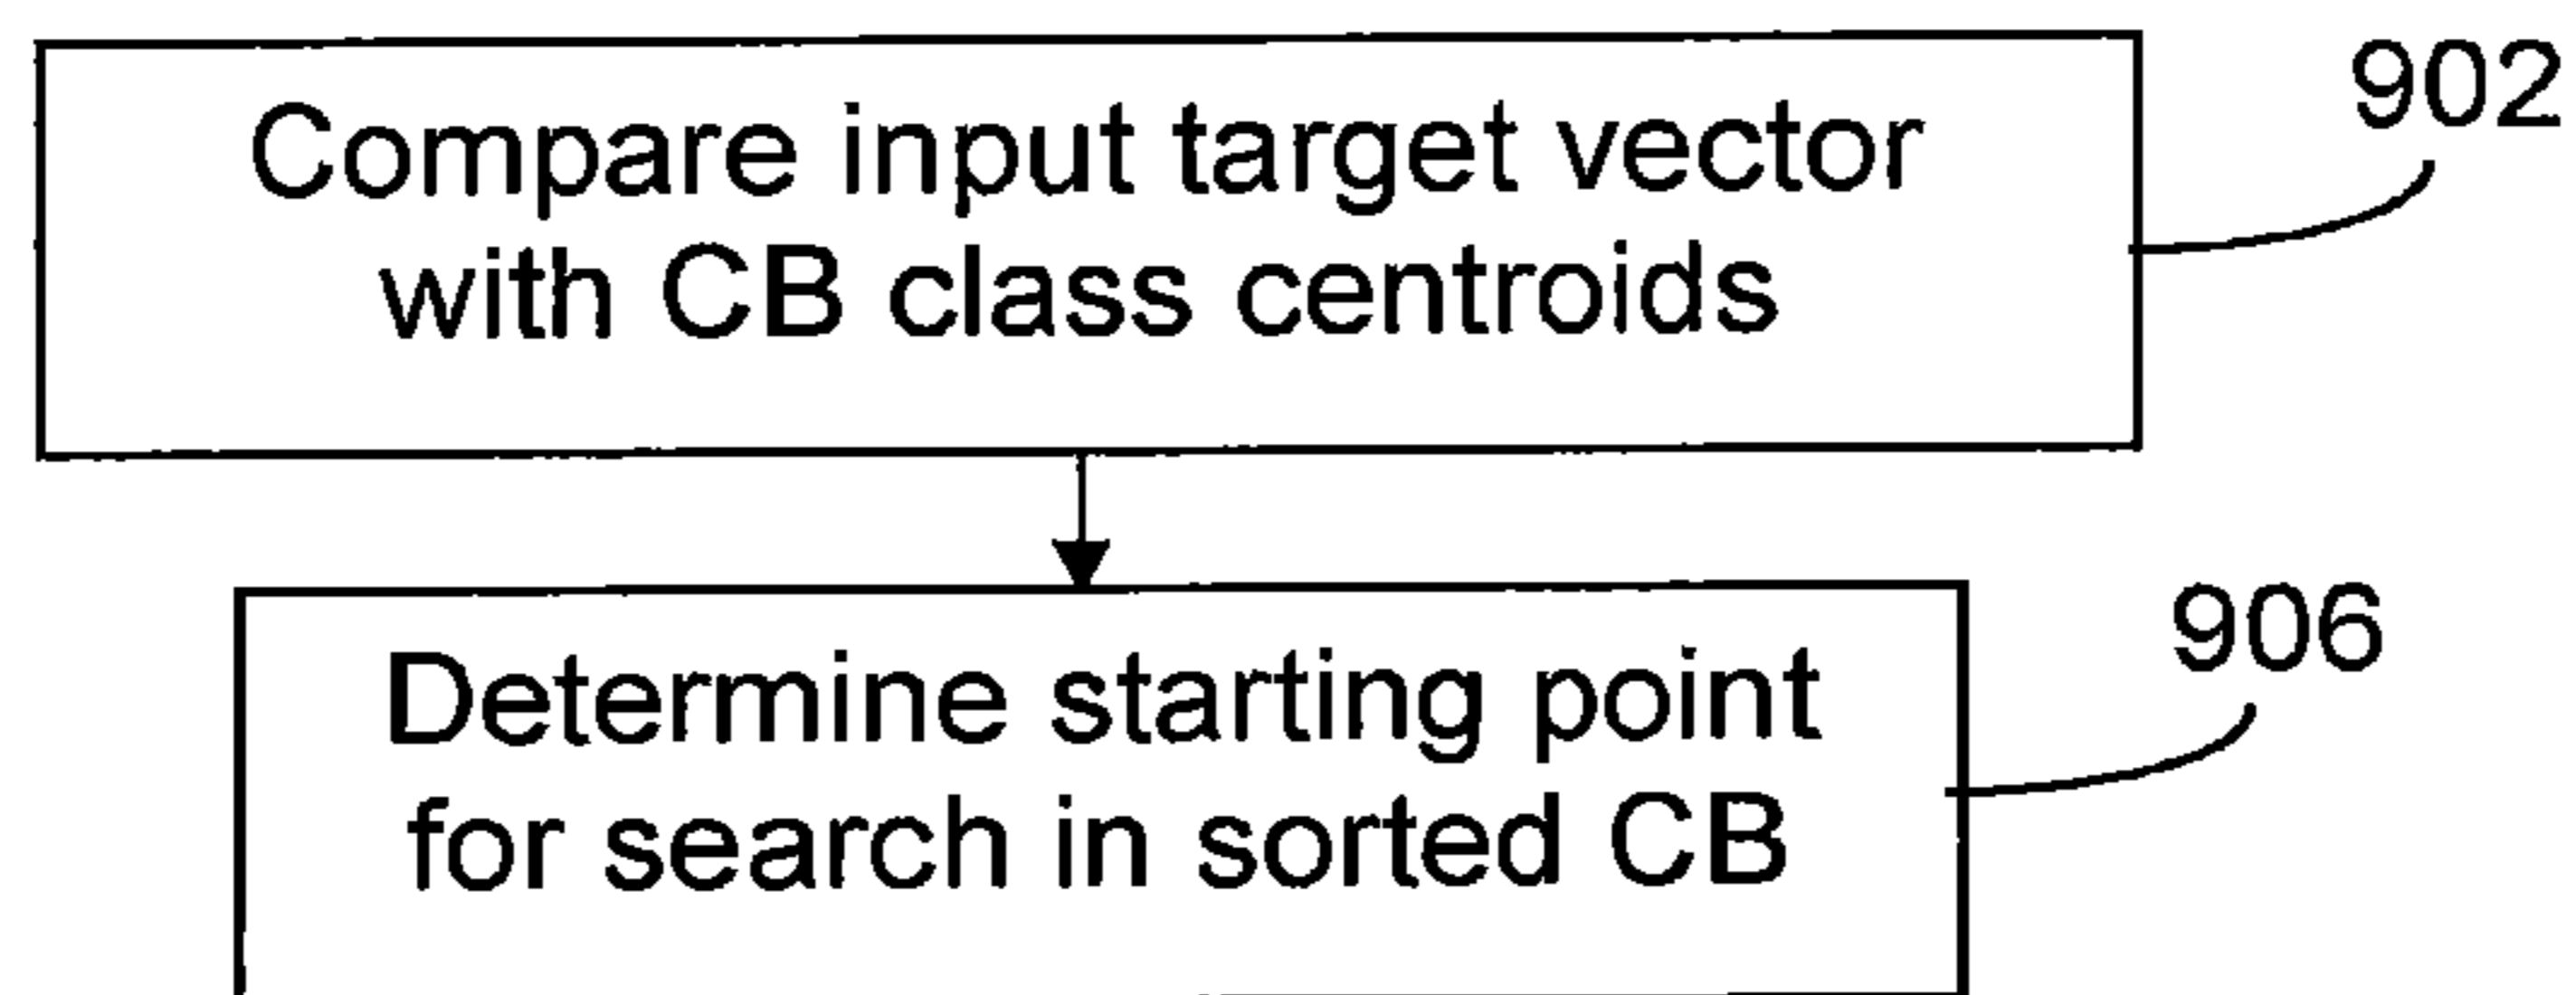 Compare input target vector
with CB class centroids
902
Determine starting point
for search in sorted CB
906